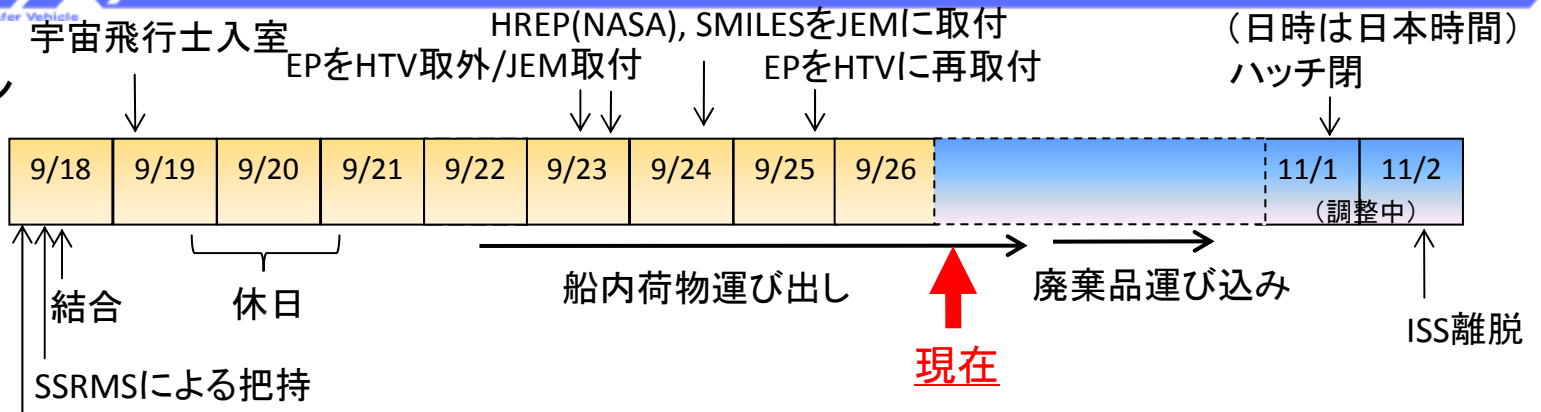 宇宙飛行士入室
EPをHTV取外/JEM取付
HREP(NASA), SMILESをJEMに取付
EPをHTVに再取付
(日時は日本時間)
ハッチ閉
9/18 9/19 9/20 9/21 9/22 9/23 9/24 9/25 9/26 11/1 11/2
(調整中)
結合
休日
船内荷物運び出し
廃棄品運び込み
ISS離脱
SSRMSによる把持
現在